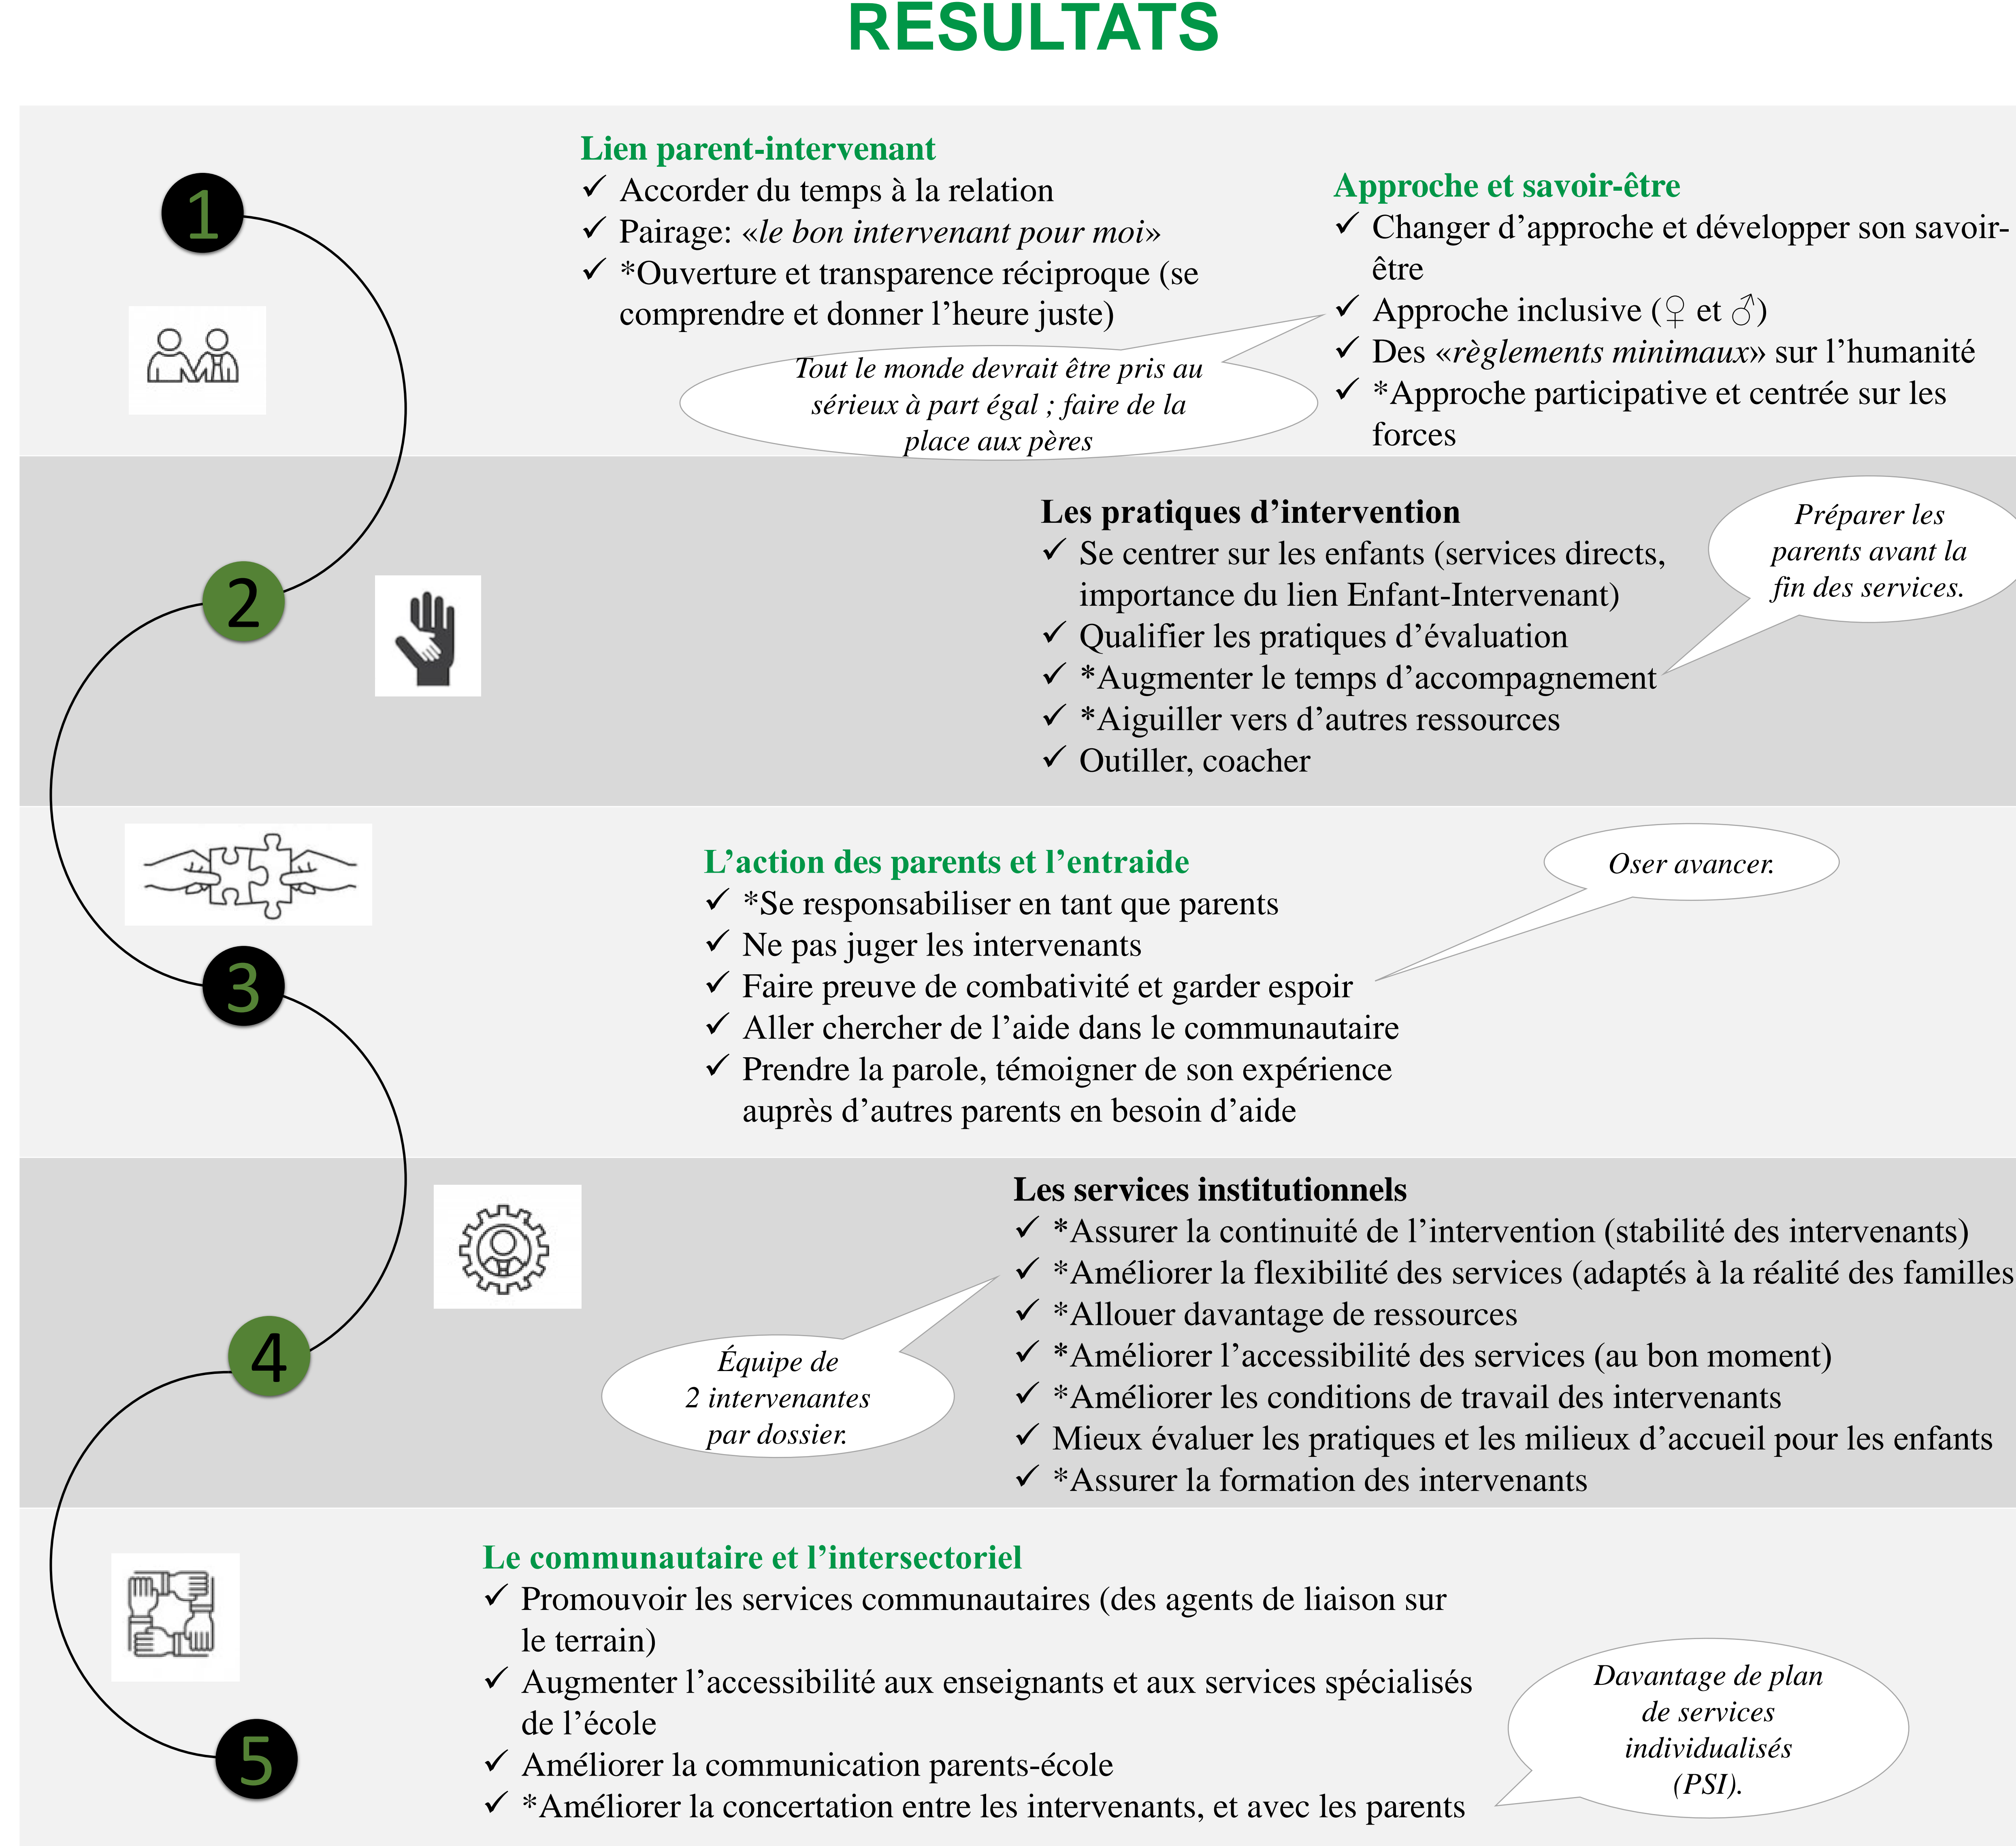 RESULTATS
1
Lien parent-intervenant
✓ Accorder du temps à la relation
✓ Pairage: «le bon intervenant pour moi»
✓ *Ouverture et transparence réciproque (se
comprendre et donner l’heure juste)
Tout le monde devrait être pris au
sérieux à part égal ; faire de la
place aux pères
Approche et savoir-être
✓ Changer d’approche et développer son savoir-
être
✓ Approche inclusive (♀ et ♂)
✓ Des «règlements minimaux» sur l’humanité
✓ *Approche participative et centrée sur les
forces
2
Les pratiques d’intervention
✓ Se centrer sur les enfants (services directs,
importance du lien Enfant-Intervenant)
✓ Qualifier les pratiques d’évaluation
✓ *Augmenter le temps d’accompagnement
✓ *Aiguiller vers d’autres ressources
✓ Outiller, coacher
Préparer les
parents avant la
fin des services.
3
L’action des parents et l’entraide
✓ *Se responsabiliser en tant que parents
✓ Ne pas juger les intervenants
✓ Faire preuve de combativité et garder espoir
✓ Aller chercher de l’aide dans le communautaire
✓ Prendre la parole, témoigner de son expérience
auprès d’autres parents en besoin d’aide
Oser avancer.
4
Les services institutionnels
✓ *Assurer la continuité de l’intervention (stabilité des intervenants)
✓ *Améliorer la flexibilité des services (adaptés à la réalité des familles
✓ *Allouer davantage de ressources
✓ *Améliorer l’accessibilité des services (au bon moment)
✓ *Améliorer les conditions de travail des intervenants
✓ Mieux évaluer les pratiques et les milieux d’accueil pour les enfants
✓ *Assurer la formation des intervenants
Équipe de
2 intervenantes
par dossier.
5
Le communautaire et l’intersectoriel
✓ Promouvoir les services communautaires (des agents de liaison sur
le terrain)
✓ Augmenter l’accessibilité aux enseignants et aux services spécialisés
de l’école
✓ Améliorer la communication parents-école
✓ *Améliorer la concertation entre les intervenants, et avec les parents
Davantage de plan
de services
individualisés
(PSI).